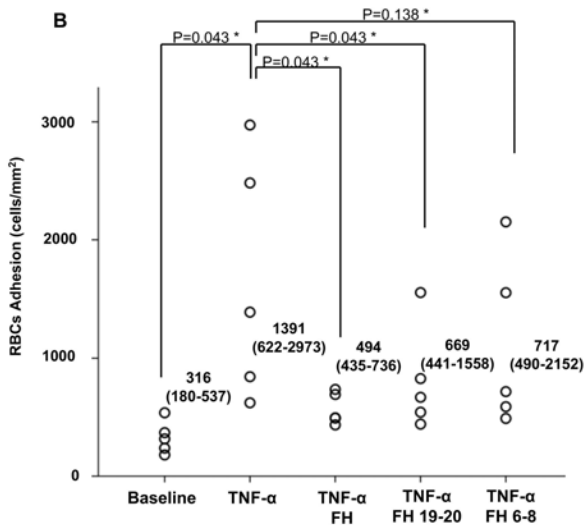 B
P=0.138 *
P=0.043 *
P=0.043 *
P=0.043 *
RBCs Adhesion (cells/mm²)
3000
2000
1000
0
316
(180-537)
1391
(622-2973)
494
(435-736)
669
(441-1558)
717
(490-2152)
Baseline
TNF-α
TNF-α
FH
TNF-α
FH 19-20
TNF-α
FH 6-8